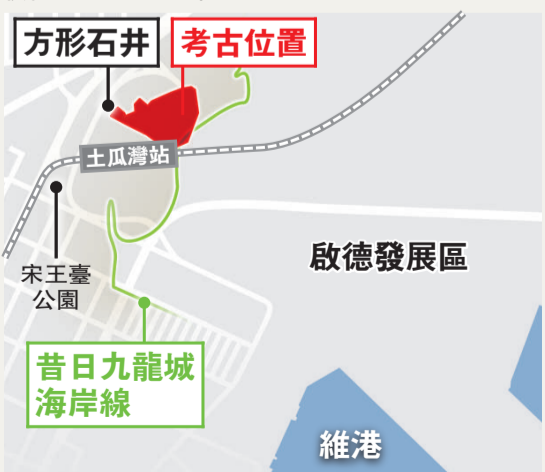 方形石井
考古位置
土瓜灣站
啟德發展區
宋王臺
公園
昔日九龍城
海岸線
維港